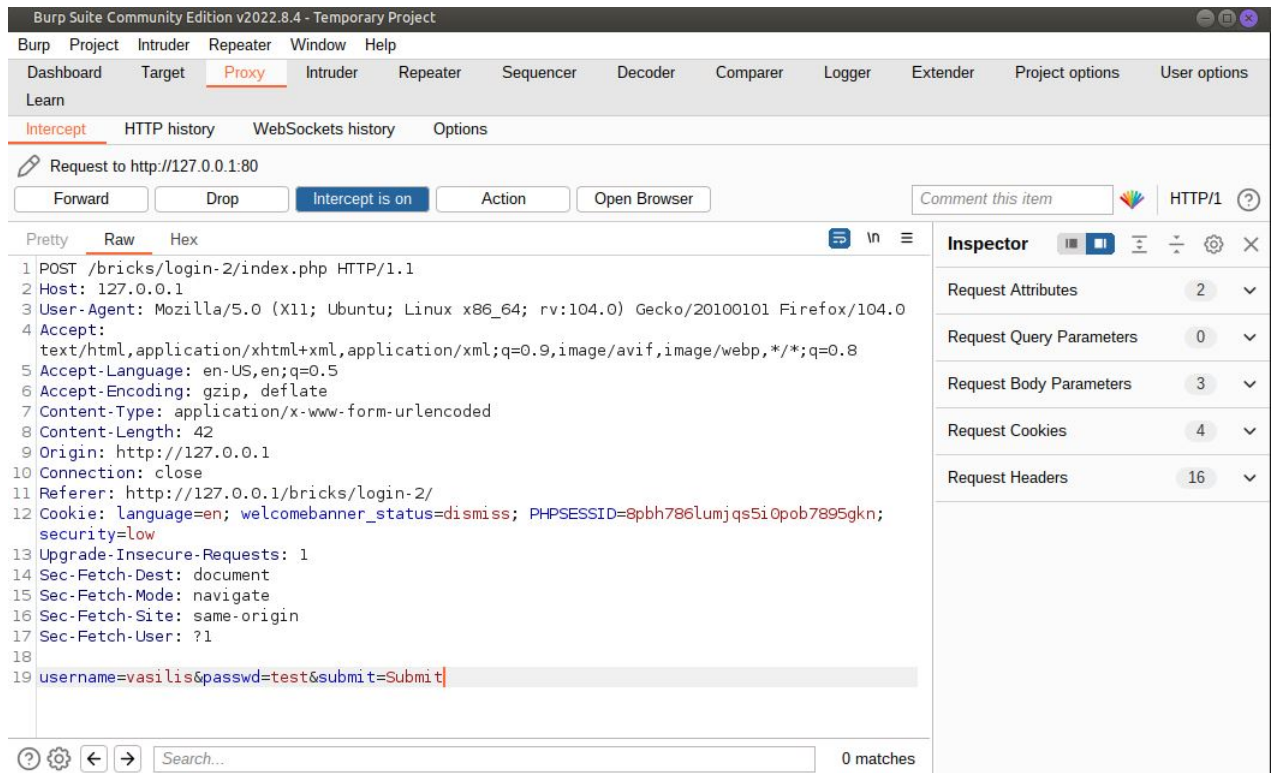 Burp Suite Community Edition v2022.8.4 - Temporary Project
Burp Project Intruder Repeater Window Help
Dashboard Target Proxy Intruder Repeater Sequencer Decoder Comparer Logger Extender Project options User options
Learn
Intercept HTTP history WebSockets history Options
Request to http://127.0.0.1:80
Forward Drop Intercept is on Action Open Browser Comment this item HTTP/1 ?
Pretty Raw Hex \n
Inspector
1 POST /bricks/login-2/index.php HTTP/1.1
2 Host: 127.0.0.1
3 User-Agent: Mozilla/5.0 (X11; Ubuntu; Linux x86_64; rv:104.0) Gecko/20100101 Firefox/104.0
4 Accept:
text/html,application/xhtml+xml,application/xml;q=0.9,image/avif,image/webp,*/*;q=0.8
5 Accept-Language: en-US,en;q=0.5
6 Accept-Encoding: gzip, deflate
7 Content-Type: application/x-www-form-urlencoded
8 Content-Length: 42
9 Origin: http://127.0.0.1
10 Connection: close
11 Referer: http://127.0.0.1/bricks/login-2/
12 Cookie: language=en; welcomebanner_status=dismiss; PHPSESSID=8pbh786lumjqs5i0pob7895gkn;
security=low
13 Upgrade-Insecure-Requests: 1
14 Sec-Fetch-Dest: document
15 Sec-Fetch-Mode: navigate
16 Sec-Fetch-Site: same-origin
17 Sec-Fetch-User: ?1
18
19 username=vasilis&passwd=test&submit=Submit
Request Attributes 2
Request Query Parameters 0
Request Body Parameters 3
Request Cookies 4
Request Headers 16
? Search... 0 matches